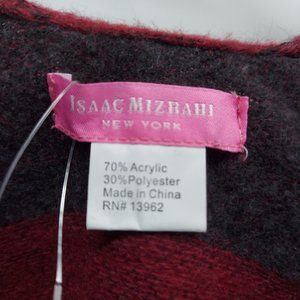 ISAAC MIZRAHI
NEW YORK
70% Acrylic
30%Polyester
Made in China
RN# 13962